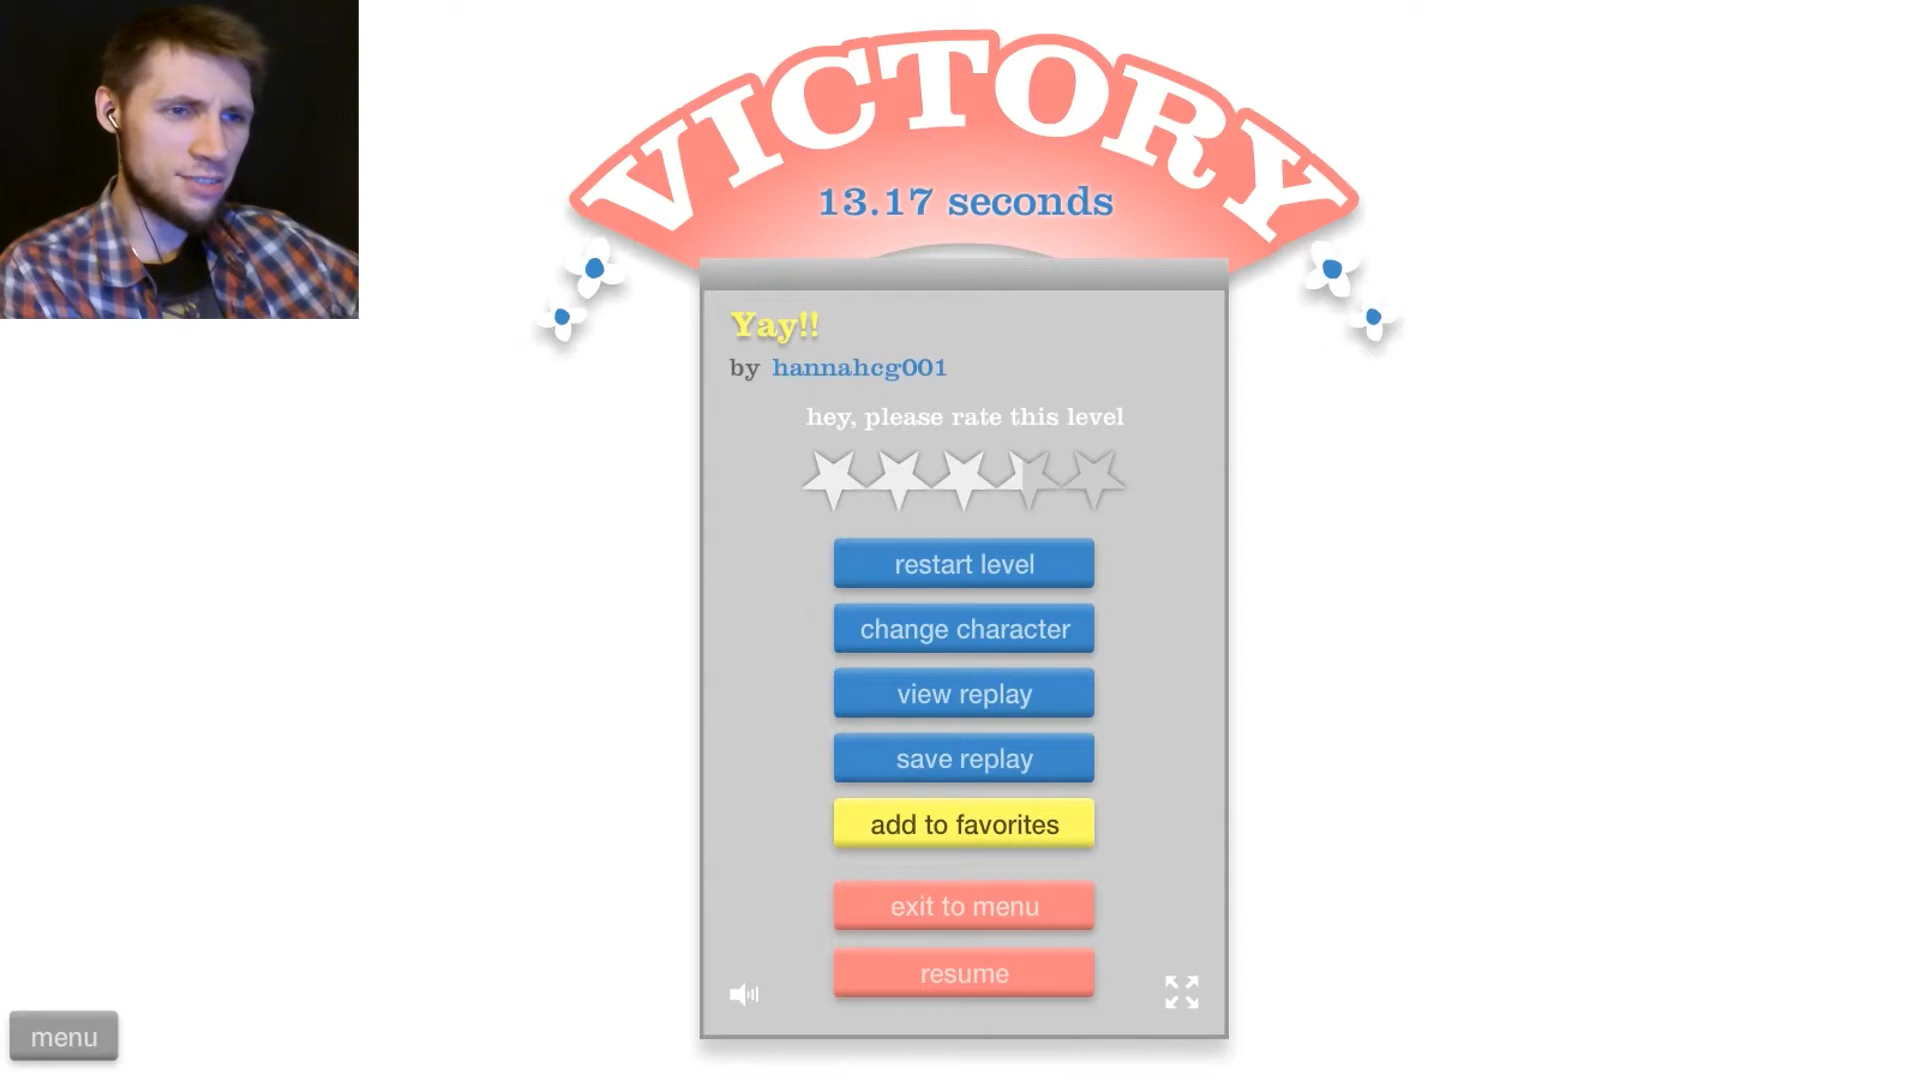 VICTORY
13.17 seconds
Yay!!
by hannahcg001
hey, please rate this level
restart level
change character
view replay
save replay
add to favorites
exit to menu
resume
menu